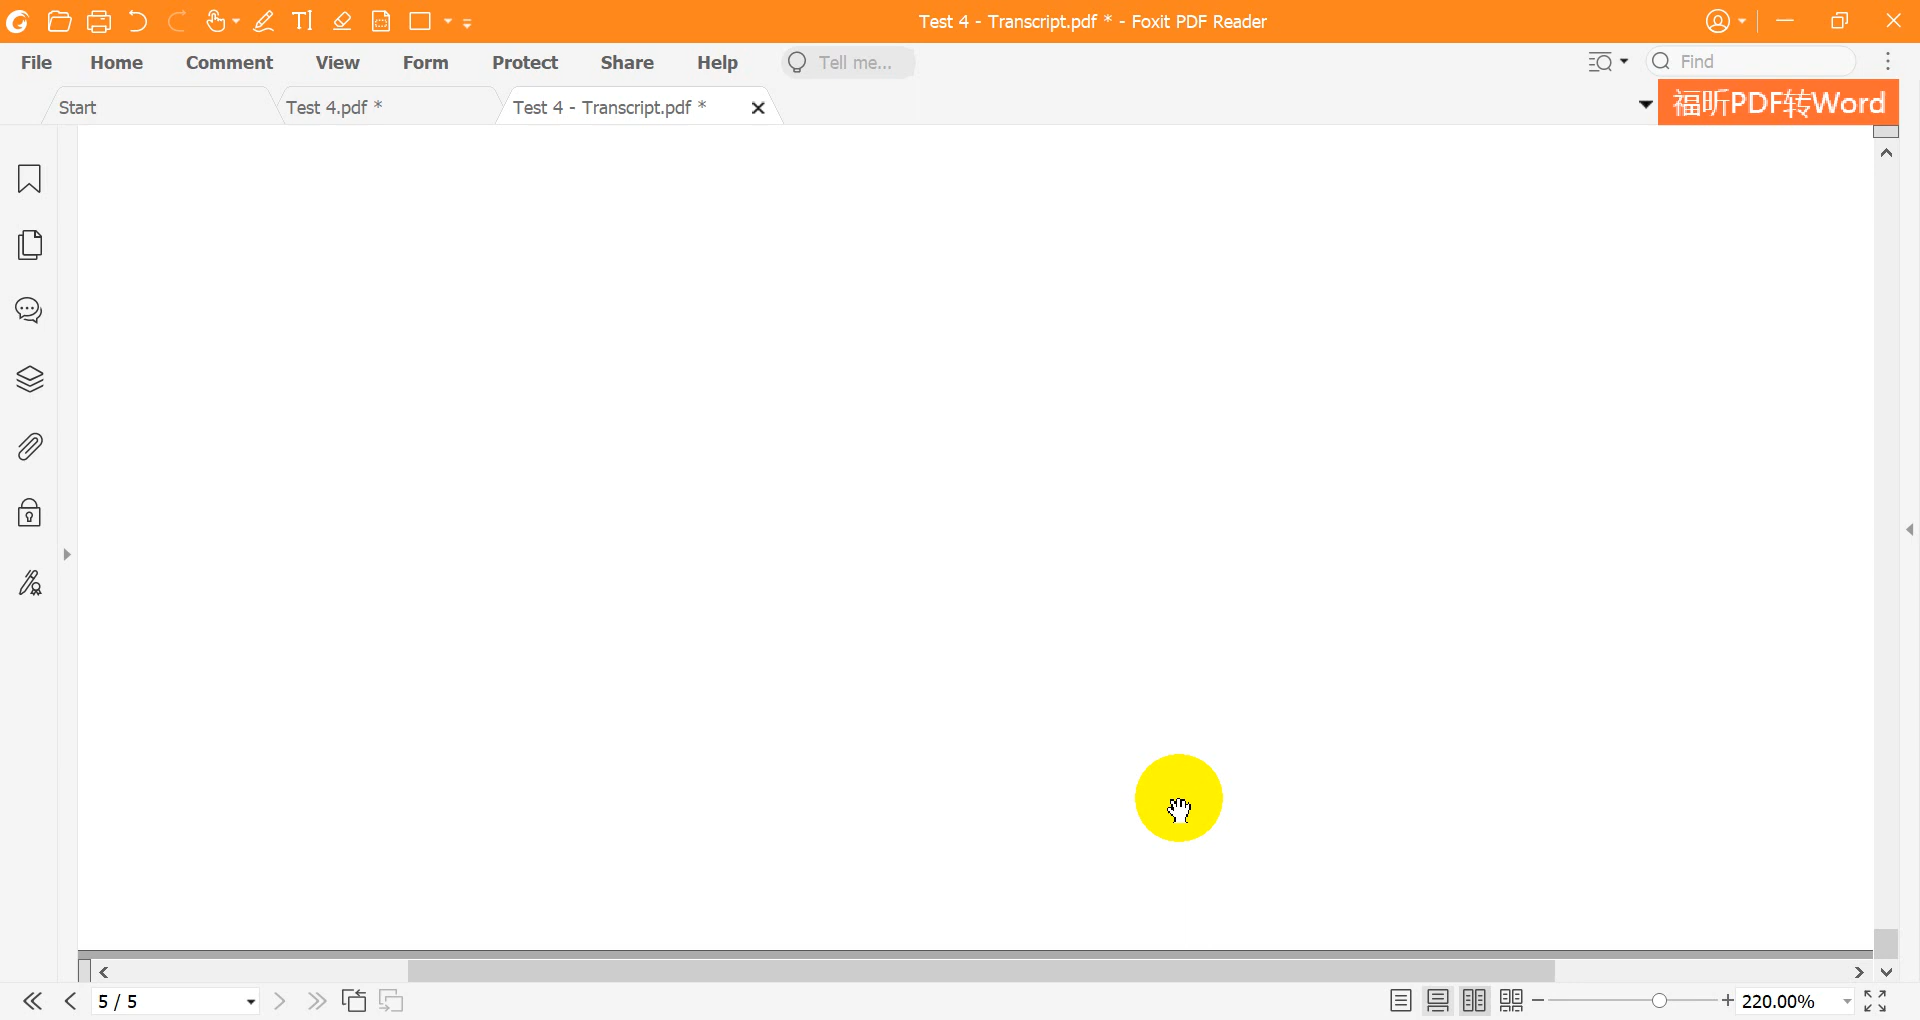 Test 4 - Transcript.pdf * - Foxit PDF Reader
File Home Comment View Form Protect Share Help Tell me... Find
Start Test 4.pdf * Test 4 - Transcript.pdf * 福昕PDF转Word
5 / 5 220.00%